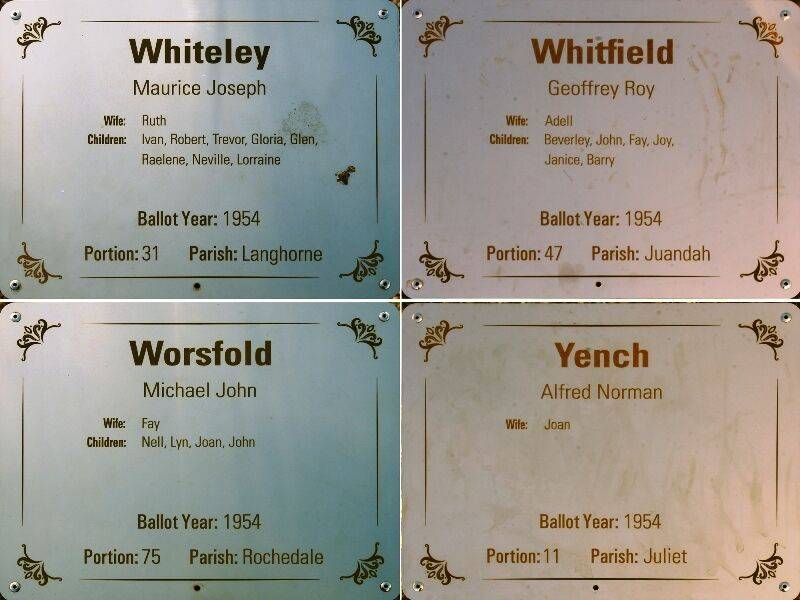 Whiteley
Maurice Joseph
Wife: Ruth
Children: Ivan, Robert, Trevor, Gloria, Glen,
Raelene, Neville, Lorraine
Ballot Year: 1954
Portion: 31 Parish: Langhorne
Whitfield
Geoffrey Roy
Wife: Adell
Children: Beverley, John, Fay, Joy,
Janice, Barry
Ballot Year: 1954
Portion: 47 Parish: Juandah
Worsfold
Michael John
Wife: Fay
Children: Nell, Lyn, Joan, John
Ballot Year: 1954
Portion: 75 Parish: Rochedale
Yench
Alfred Norman
Wife: Joan
Ballot Year: 1954
Portion: 11 Parish: Juliet